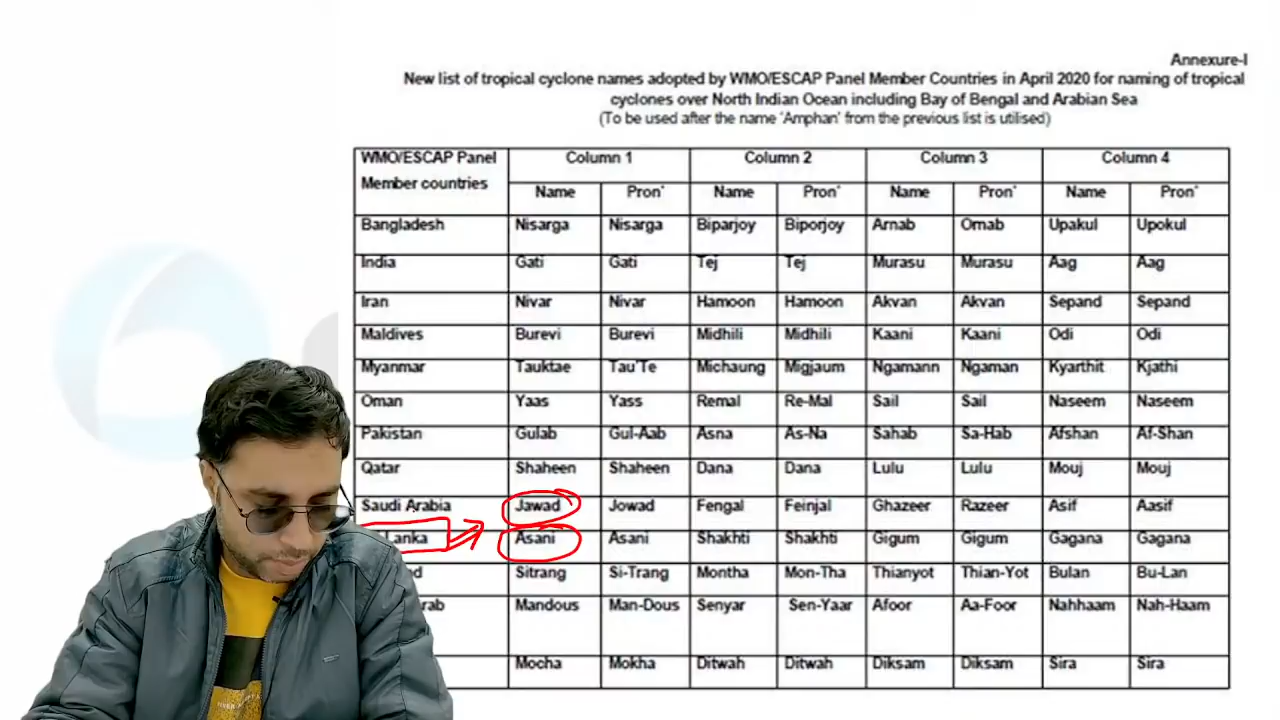 Annexure-I
New list of tropical cyclone names adopted by WMO/ESCAP Panel Member Countries in April 2020 for naming of tropical
cyclones over North Indian Ocean including Bay of Bengal and Arabian Sea
(To be used after the name 'Amphan' from the previous list is utilised)
WMO/ESCAP Panel Member countries Column 1 Column 2 Column 3 Column 4
Name Pron' Name Pron' Name Pron' Name Pron'
Bangladesh Nisarga Nisarga Biparjoy Biporjoy Arnab Ornab Upakul Upokul
India Gati Gati Tej Tej Murasu Murasu Aag Aag
Iran Nivar Nivar Hamoon Hamoon Akvan Akvan Sepand Sepand
Maldives Burevi Burevi Midhili Midhili Kaani Kaani Odi Odi
Myanmar Tauktae Tau'Te Michaung Migjaum Ngamann Ngaman Kyarthit Kjathi
Oman Yaas Yass Remal Re-Mal Sail Sail Naseem Naseem
Pakistan Gulab Gul-Aab Asna As-Na Sahab Sa-Hab Afshan Af-Shan
Qatar Shaheen Shaheen Dana Dana Lulu Lulu Mouj Mouj
Saudi Arabia Jawad Jowad Fengal Feinjal Ghazeer Razeer Asif Aasif
Lanka Asani Asani Shakhti Shakhti Gigum Gigum Gagana Gagana
Sitrang Si-Trang Montha Mon-Tha Thianyot Thian-Yot Bulan Bu-Lan
Mandous Man-Dous Senyar Sen-Yaar Afoor Aa-Foor Nahhaam Nah-Haam
Mocha Mokha Ditwah Ditwah Diksam Diksam Sira Sira